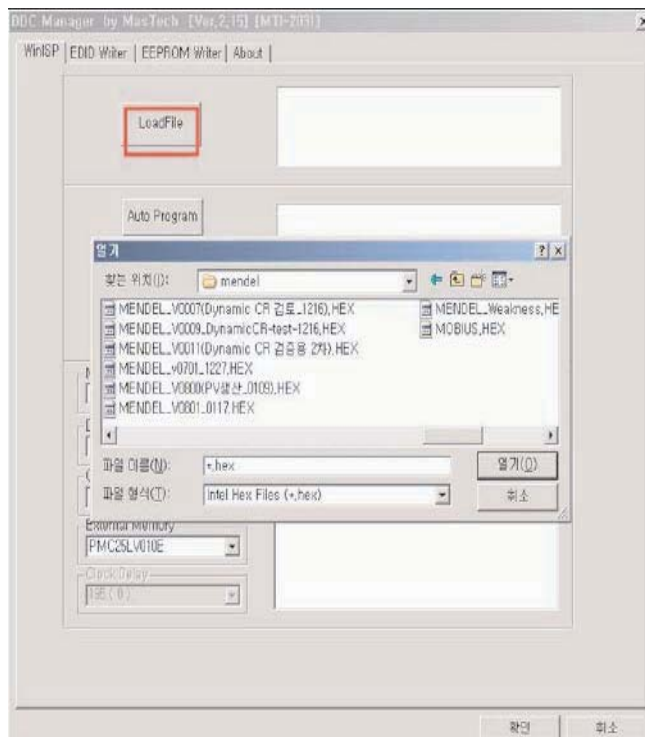 DDC Manager by MasTech [Ver,2,15] [MTI-2031]
WinISP EDID Writer EEPROM Writer About
LoadFile
Auto Program
열기
찾는 위치(I): mendel
MENDEL_V0007(Dynamic CR 검토_1216),HEX
MENDEL_V0009_DynamicCR-test-1216,HEX
MENDEL_V0011(Dynamic CR 검증용 2차),HEX
MENDEL_v0701_1227,HEX
MENDEL_V0800(PV생산_0109),HEX
MENDEL_V0801_0117,HEX
MENDEL_Weakness,HE
MOBIUS,HEX
파일 이름(N): *,hex 열기(O)
파일 형식(T): Intel Hex Files (*,hex) 취소
External Memory
PMC25LV010E
Clock Delay
확인 취소